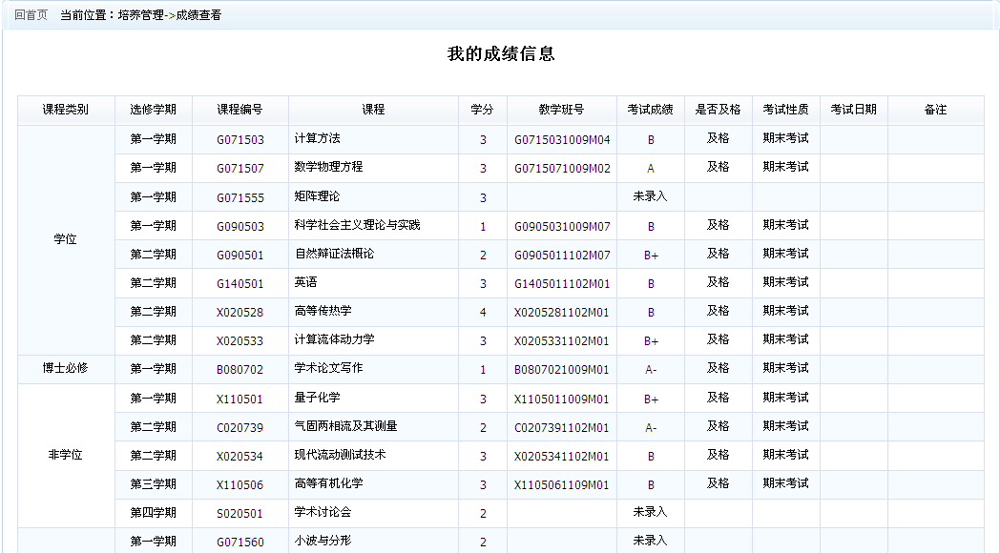 回首页 当前位置：培养管理->成绩查看
我的成绩信息
课程类别 选修学期 课程编号 课程 学分 教学班号 考试成绩 是否及格 考试性质 考试日期 备注
第一学期 G071503 计算方法 3 G0715031009M04 B 及格 期末考试
第一学期 G071507 数学物理方程 3 G0715071009M02 A 及格 期末考试
第一学期 G071555 矩阵理论 3 未录入
第一学期 G090503 科学社会主义理论与实践 1 G0905031009M07 B 及格 期末考试
学位
第二学期 G090501 自然辩证法概论 2 G0905011102M07 B+ 及格 期末考试
第二学期 G140501 英语 3 G1405011102M01 B 及格 期末考试
第二学期 X020528 高等传热学 4 X0205281102M01 B 及格 期末考试
第二学期 X020533 计算流体动力学 3 X0205331102M01 B+ 及格 期末考试
博士必修 第一学期 B080702 学术论文写作 1 B0807021009M01 A- 及格 期末考试
第一学期 X110501 量子化学 3 X1105011009M01 B+ 及格 期末考试
第二学期 C020739 气固两相流及其测量 2 C0207391102M01 A- 及格 期末考试
非学位 第二学期 X020534 现代流动测试技术 3 X0205341102M01 B 及格 期末考试
第三学期 X110506 高等有机化学 3 X1105061109M01 B 及格 期末考试
第四学期 S020501 学术讨论会 2 未录入
第一学期 G071560 小波与分形 2 未录入